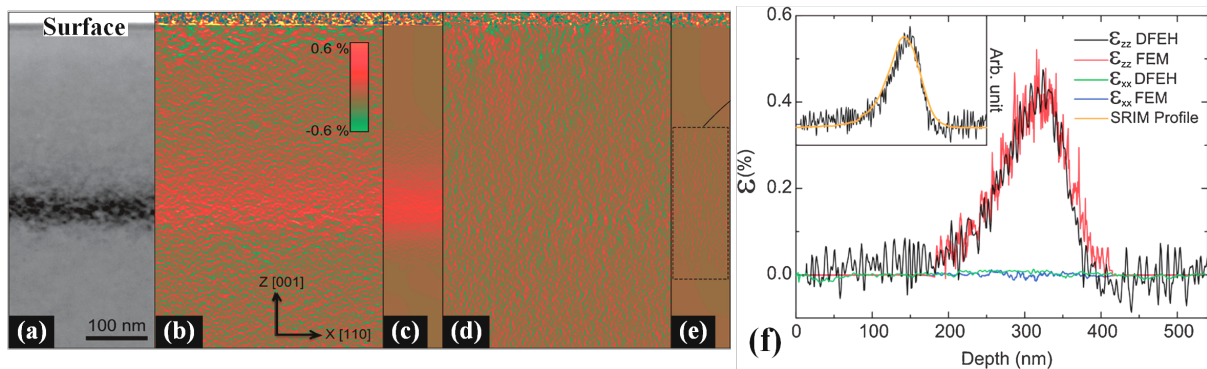 Surface
0.6 %
-0.6 %
Z [001]
X [110]
100 nm
(a)
(b)
(c)
(d)
(e)
0.6
0.4
0.2
0.0
ε(%)
Arb. unit
εzz DFEH
εzz FEM
εxx DFEH
εxx FEM
SRIM Profile
0 100 200 300 400 500
Depth (nm)
(f)